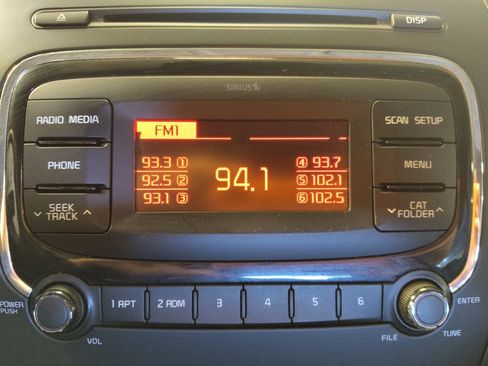 DISP
SIRIUS
RADIO MEDIA
PHONE
SEEK
TRACK
FM1
93.3 1
92.5 2
93.1 3
94.1
4 93.7
5 102.1
6 102.5
SCAN SETUP
MENU
CAT
FOLDER
POWER
PUSH
VOL
1 RPT
2 RDM
3
4
5
6
ENTER
FILE
TUNE